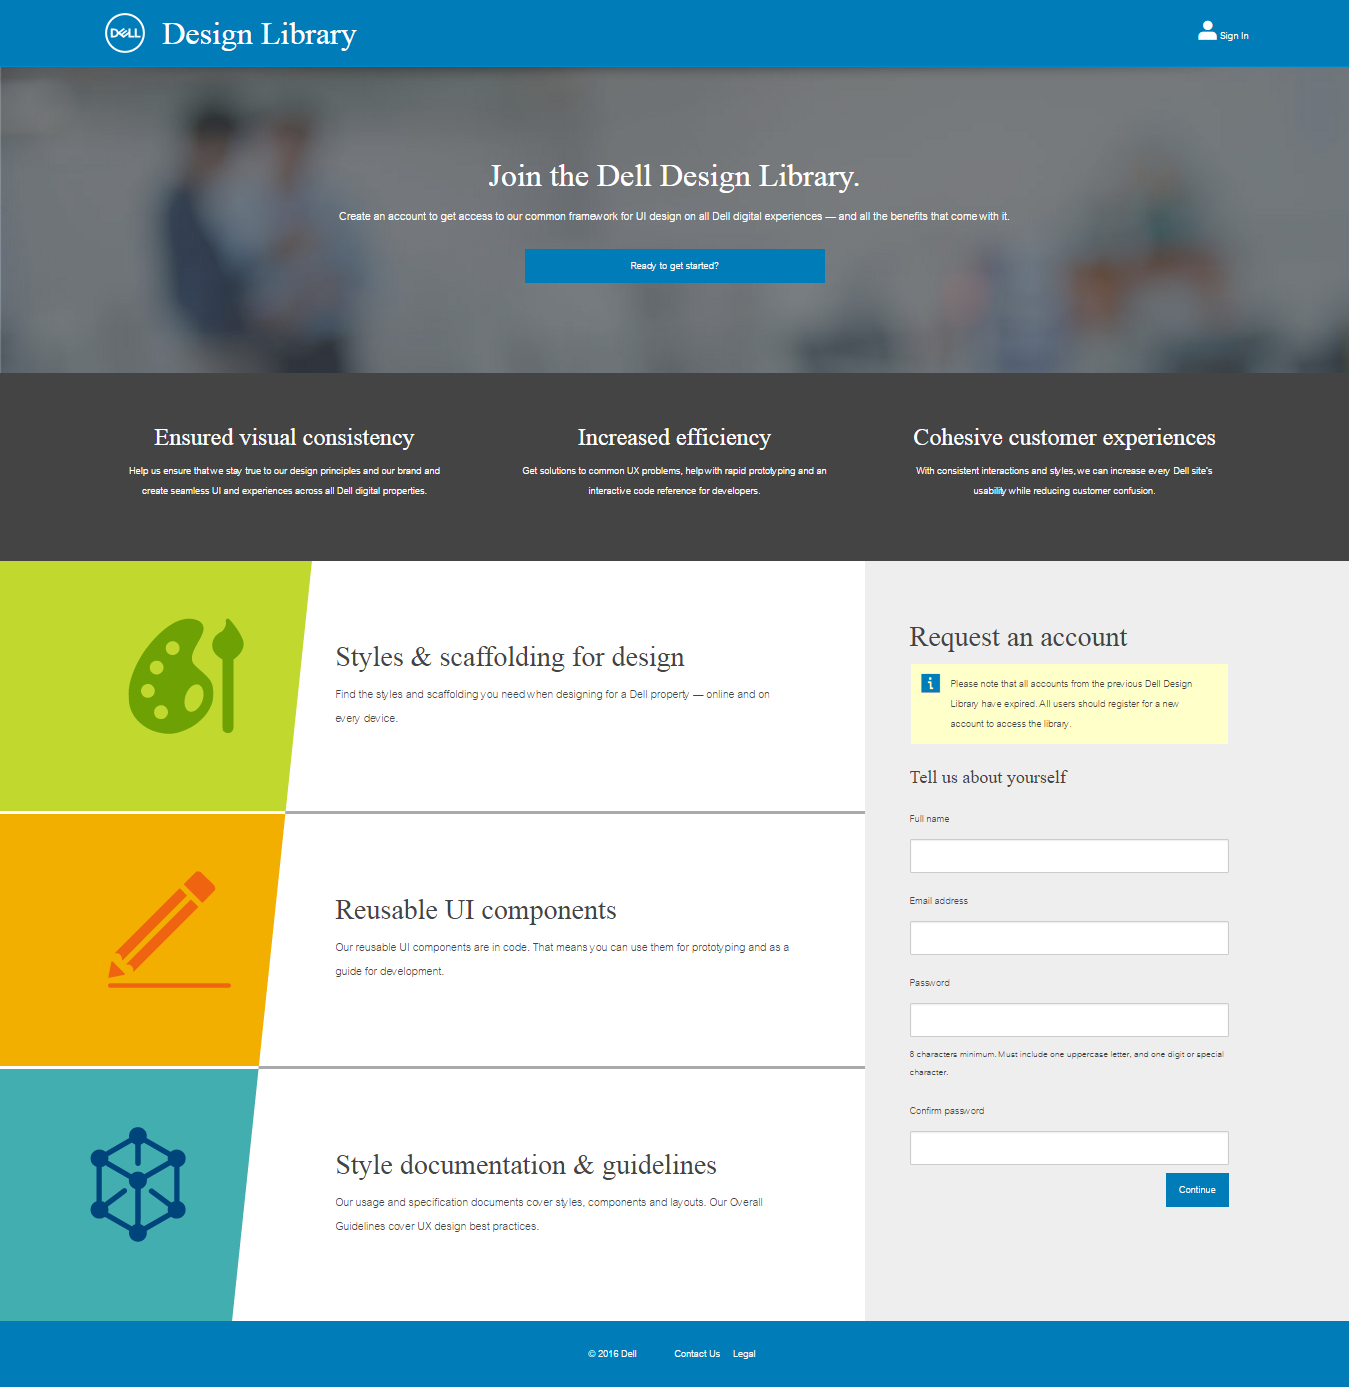 DELL
Design Library
Sign In
Join the Dell Design Library.
Create an account to get access to our common framework for UI design on all Dell digital experiences — and all the benefits that come with it.
Ready to get started?
Ensured visual consistency
Help us ensure that we stay true to our design principles and our brand and
create seamless UI and experiences across all Dell digital properties.
Increased efficiency
Get solutions to common UX problems, help with rapid prototyping and an
interactive code reference for developers.
Cohesive customer experiences
With consistent interactions and styles, we can increase every Dell site's
usability while reducing customer confusion.
Styles & scaffolding for design
Find the styles and scaffolding you need when designing for a Dell property — online and on
every device.
Reusable UI components
Our reusable UI components are in code. That means you can use them for prototyping and as a
guide for development.
Style documentation & guidelines
Our usage and specification documents cover styles, components and layouts. Our Overall
Guidelines cover UX design best practices.
Request an account
Please note that all accounts from the previous Dell Design
Library have expired. All users should register for a new
account to access the library.
Tell us about yourself
Full name
Email address
Password
8 characters minimum. Must include one uppercase letter, and one digit or special
character.
Confirm password
Continue
© 2016 Dell
Contact Us
Legal